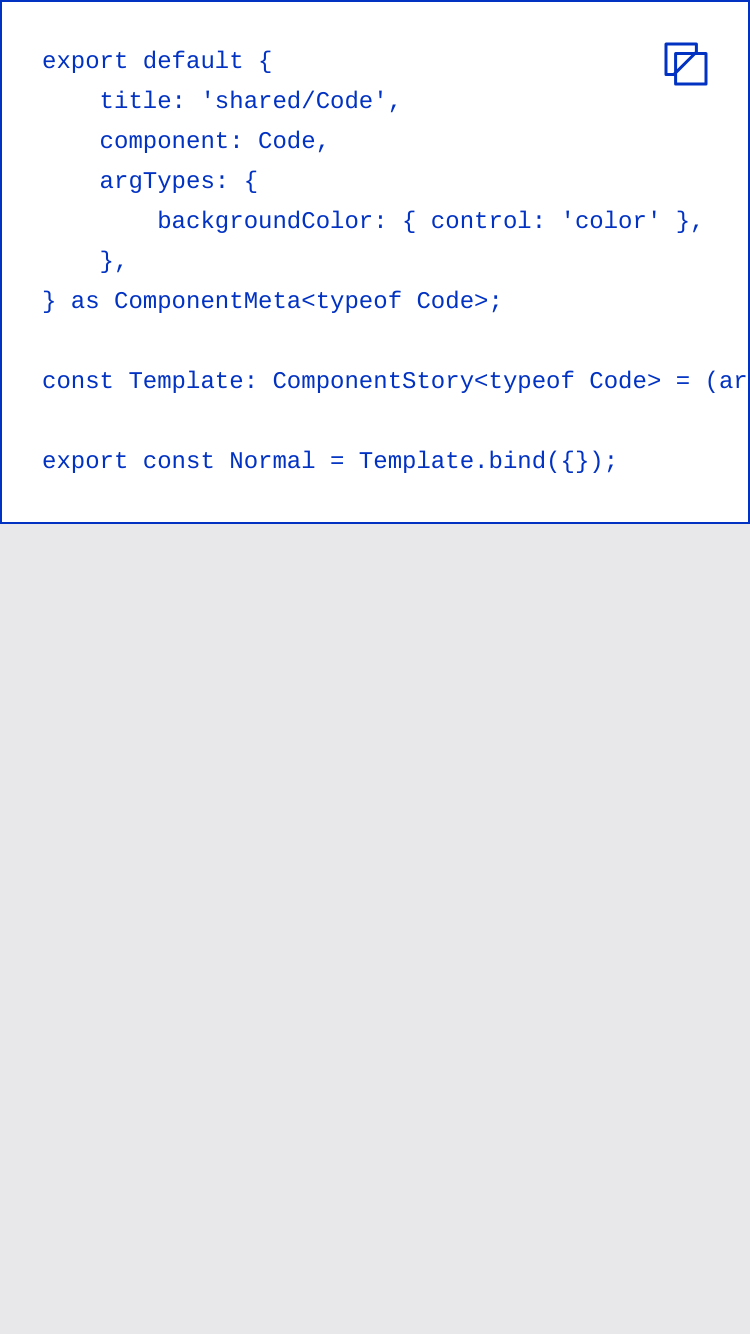 export default {
    title: 'shared/Code',
    component: Code,
    argTypes: {
        backgroundColor: { control: 'color' },
    },
} as ComponentMeta<typeof Code>;
const Template: ComponentStory<typeof Code> = (ar
export const Normal = Template.bind({});